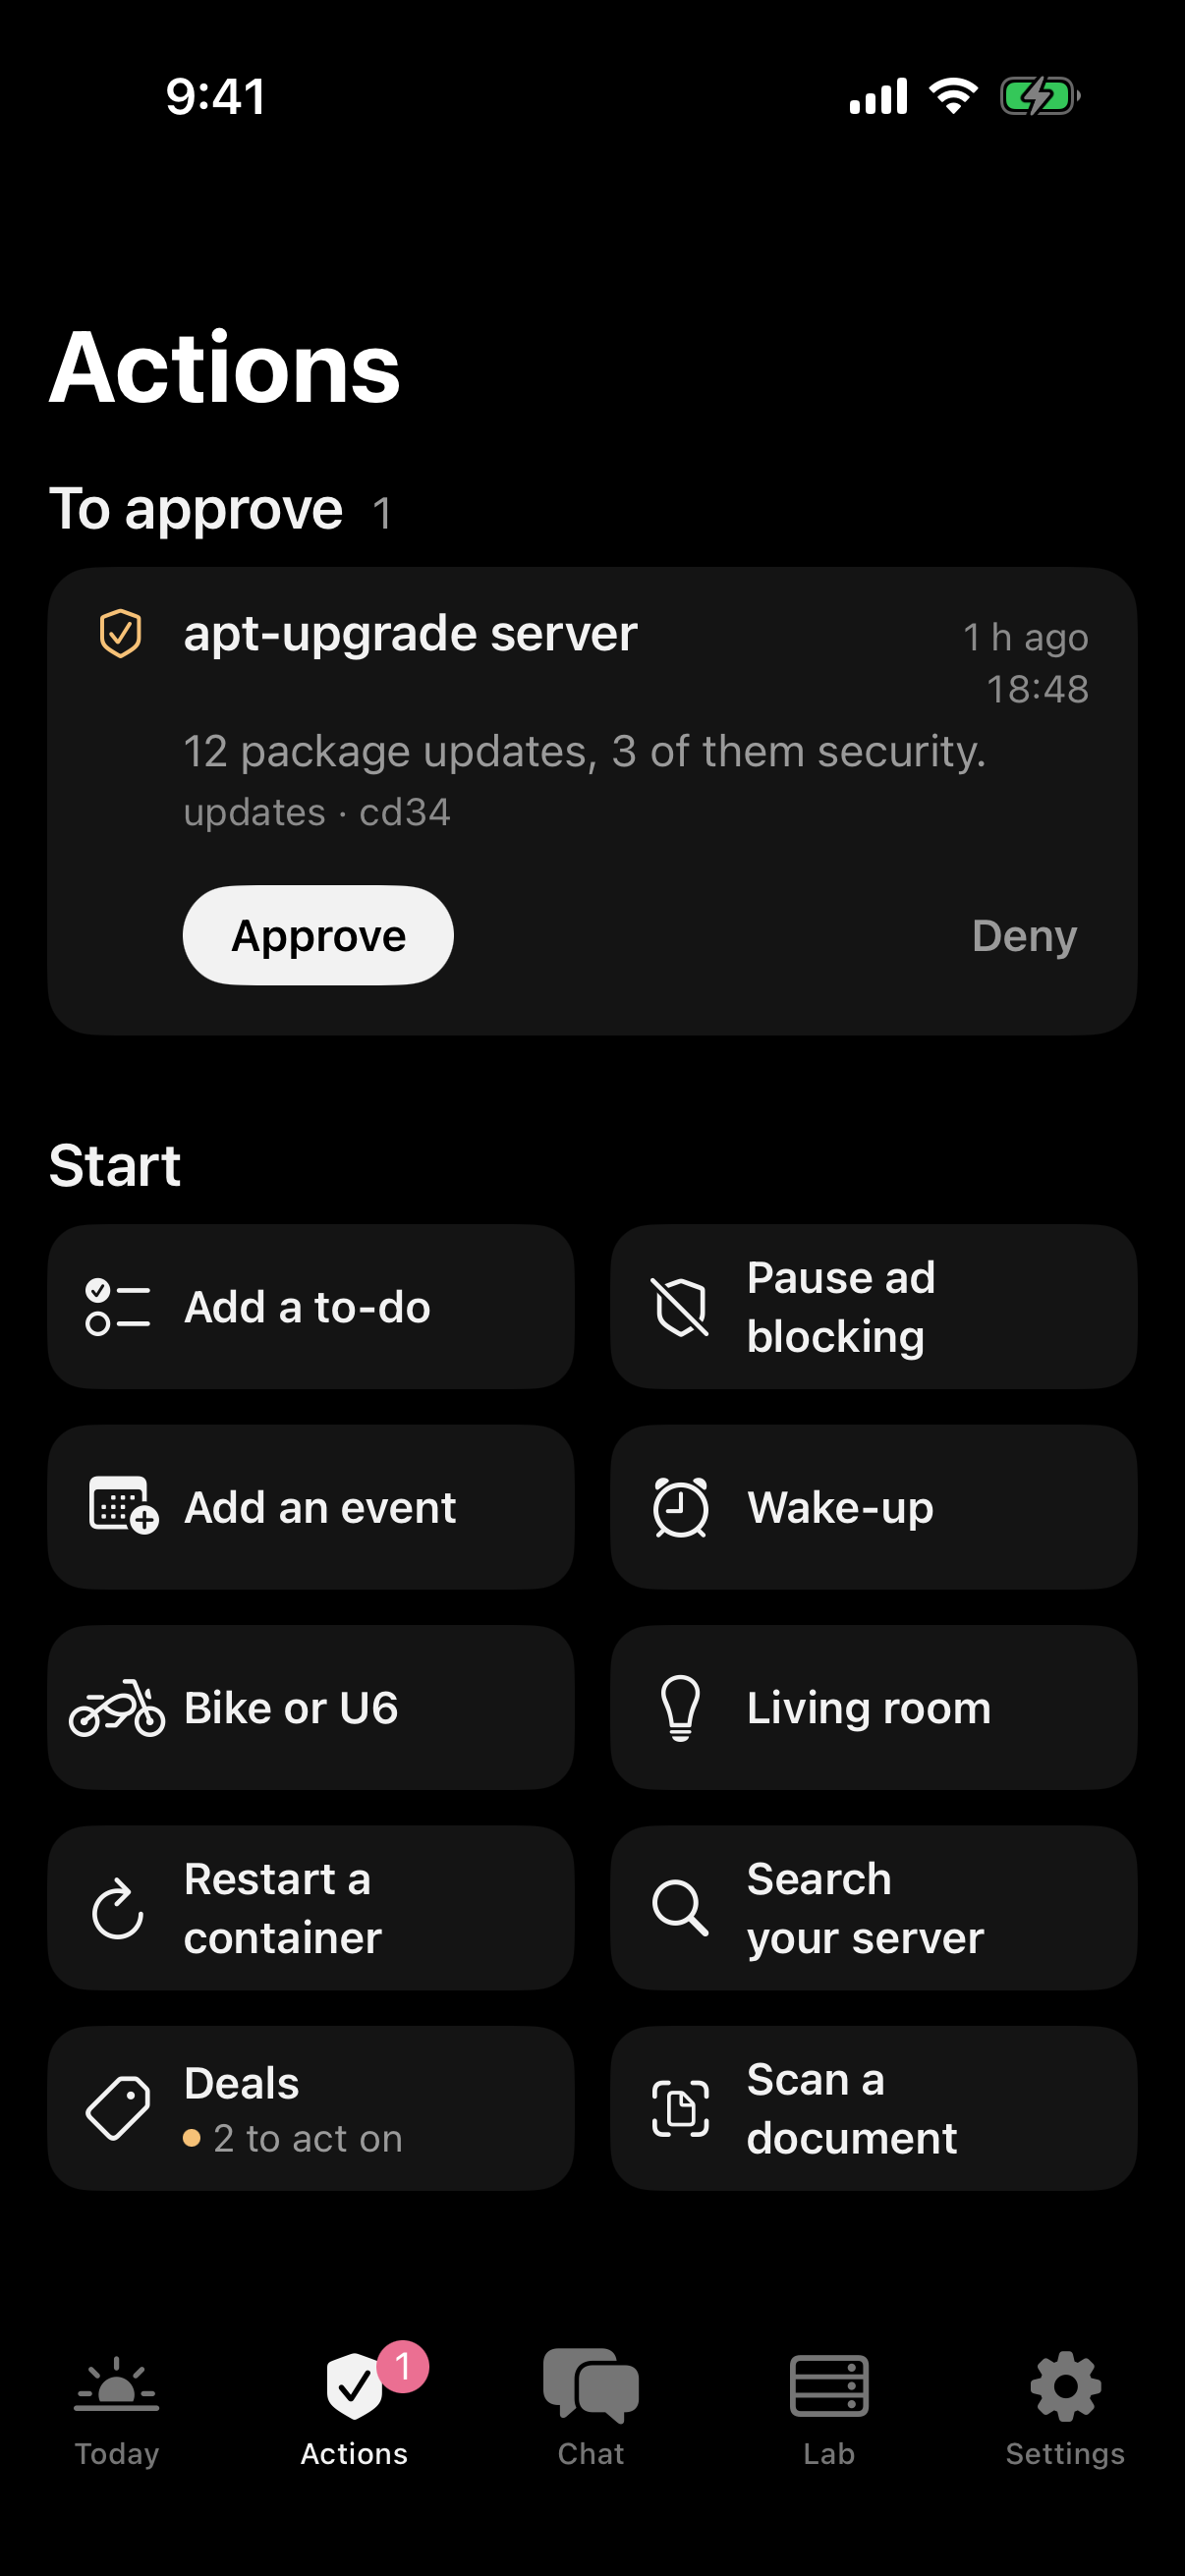 9:41
Actions
To approve 1
apt-upgrade server
1 h ago
18:48
12 package updates, 3 of them security.
updates · cd34
Approve
Deny
Start
Add a to-do
Pause ad
blocking
Add an event
Wake-up
Bike or U6
Living room
Restart a
container
Search
your server
Deals
2 to act on
Scan a
document
1
Today
Actions
Chat
Lab
Settings